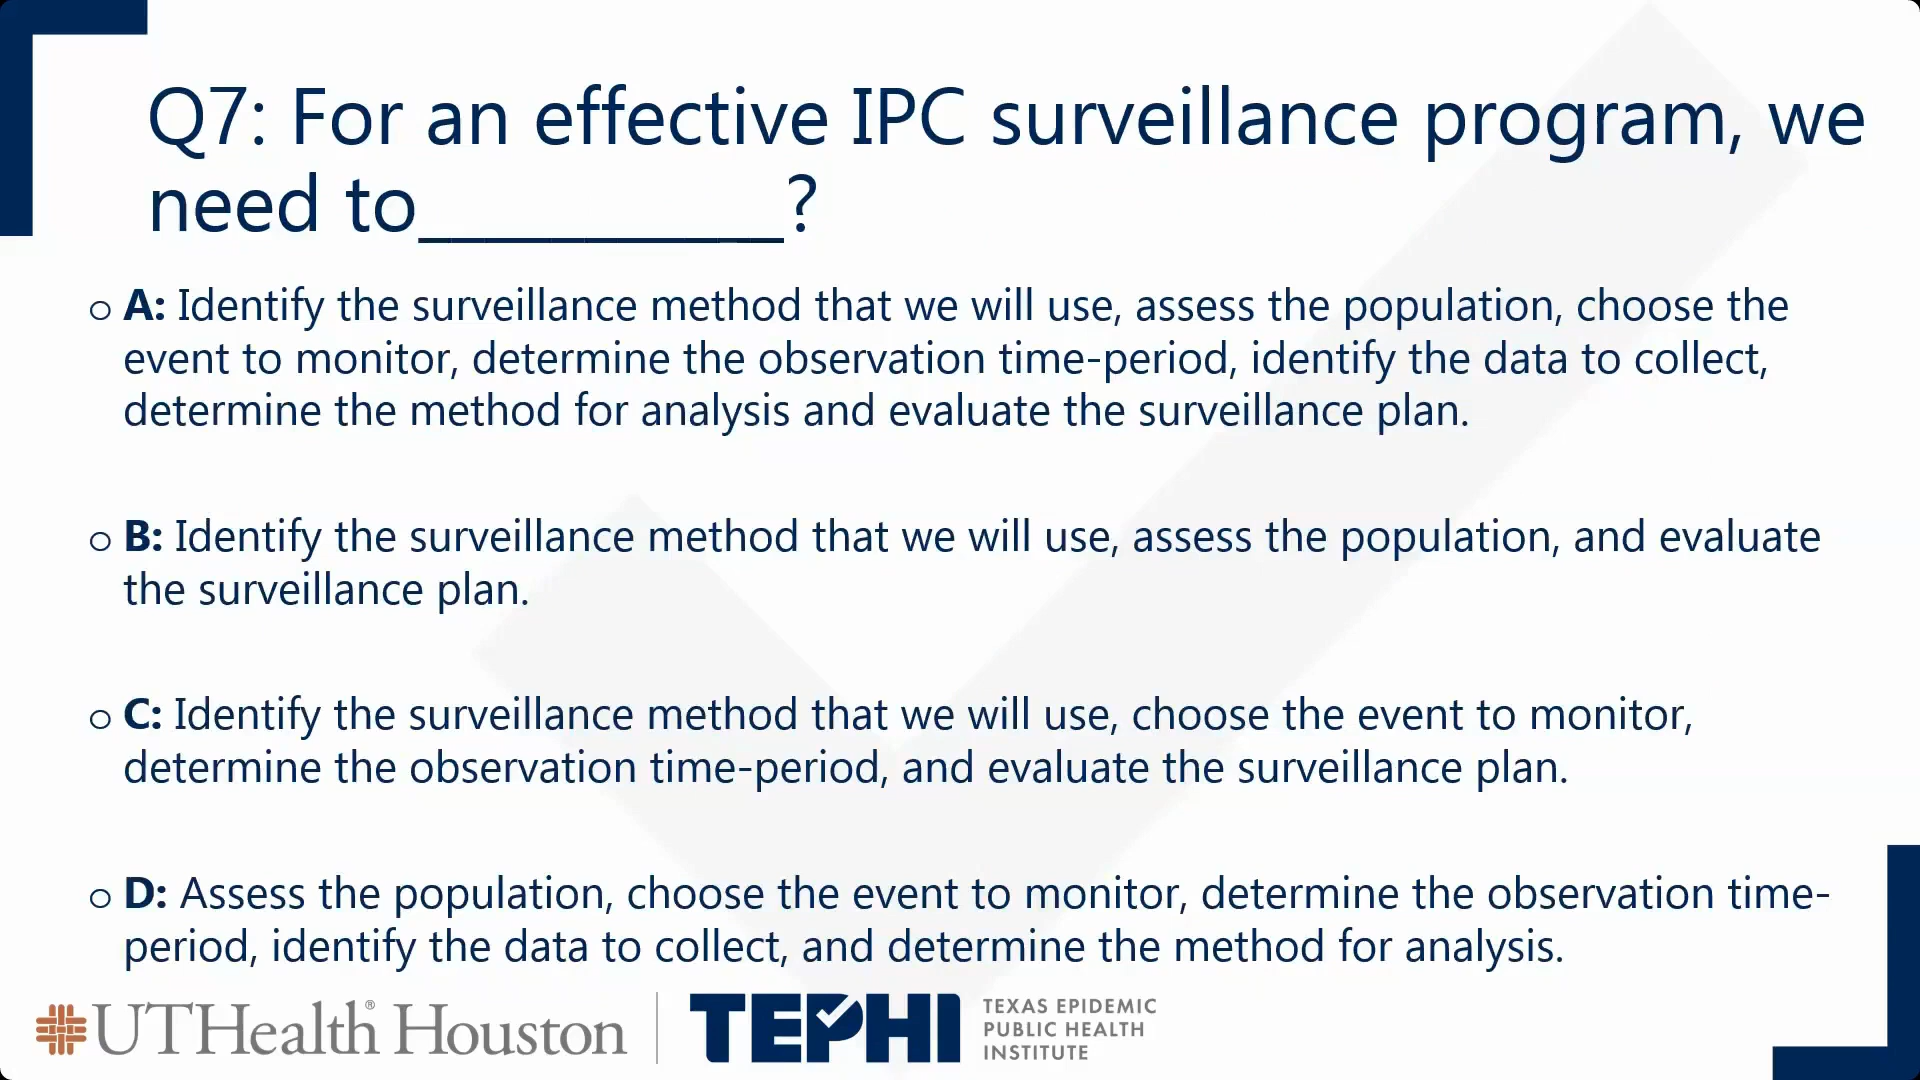 Q7: For an effective IPC surveillance program, we
need to___________?
o A: Identify the surveillance method that we will use, assess the population, choose the
event to monitor, determine the observation time-period, identify the data to collect,
determine the method for analysis and evaluate the surveillance plan.
o B: Identify the surveillance method that we will use, assess the population, and evaluate
the surveillance plan.
o C: Identify the surveillance method that we will use, choose the event to monitor,
determine the observation time-period, and evaluate the surveillance plan.
o D: Assess the population, choose the event to monitor, determine the observation time-
period, identify the data to collect, and determine the method for analysis.
UTHealth® Houston
TEPHI
TEXAS EPIDEMIC
PUBLIC HEALTH
INSTITUTE